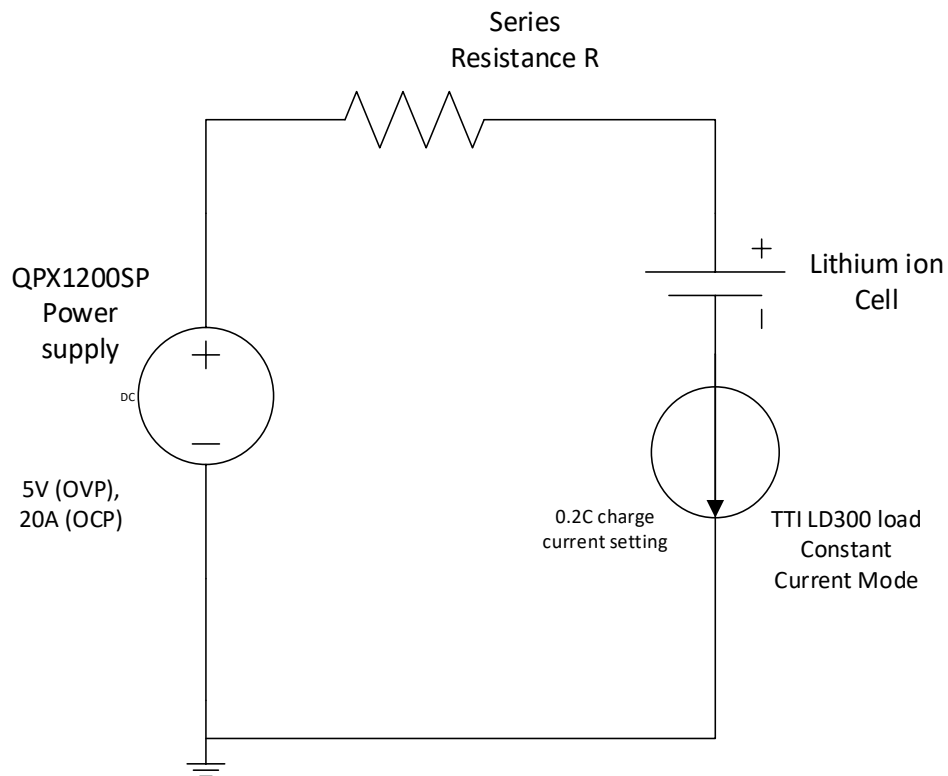 Series
Resistance R
QPX1200SP
Power
supply
DC
5V (OVP),
20A (OCP)
+
Lithium ion
Cell
0.2C charge
current setting
TTI LD300 load
Constant
Current Mode